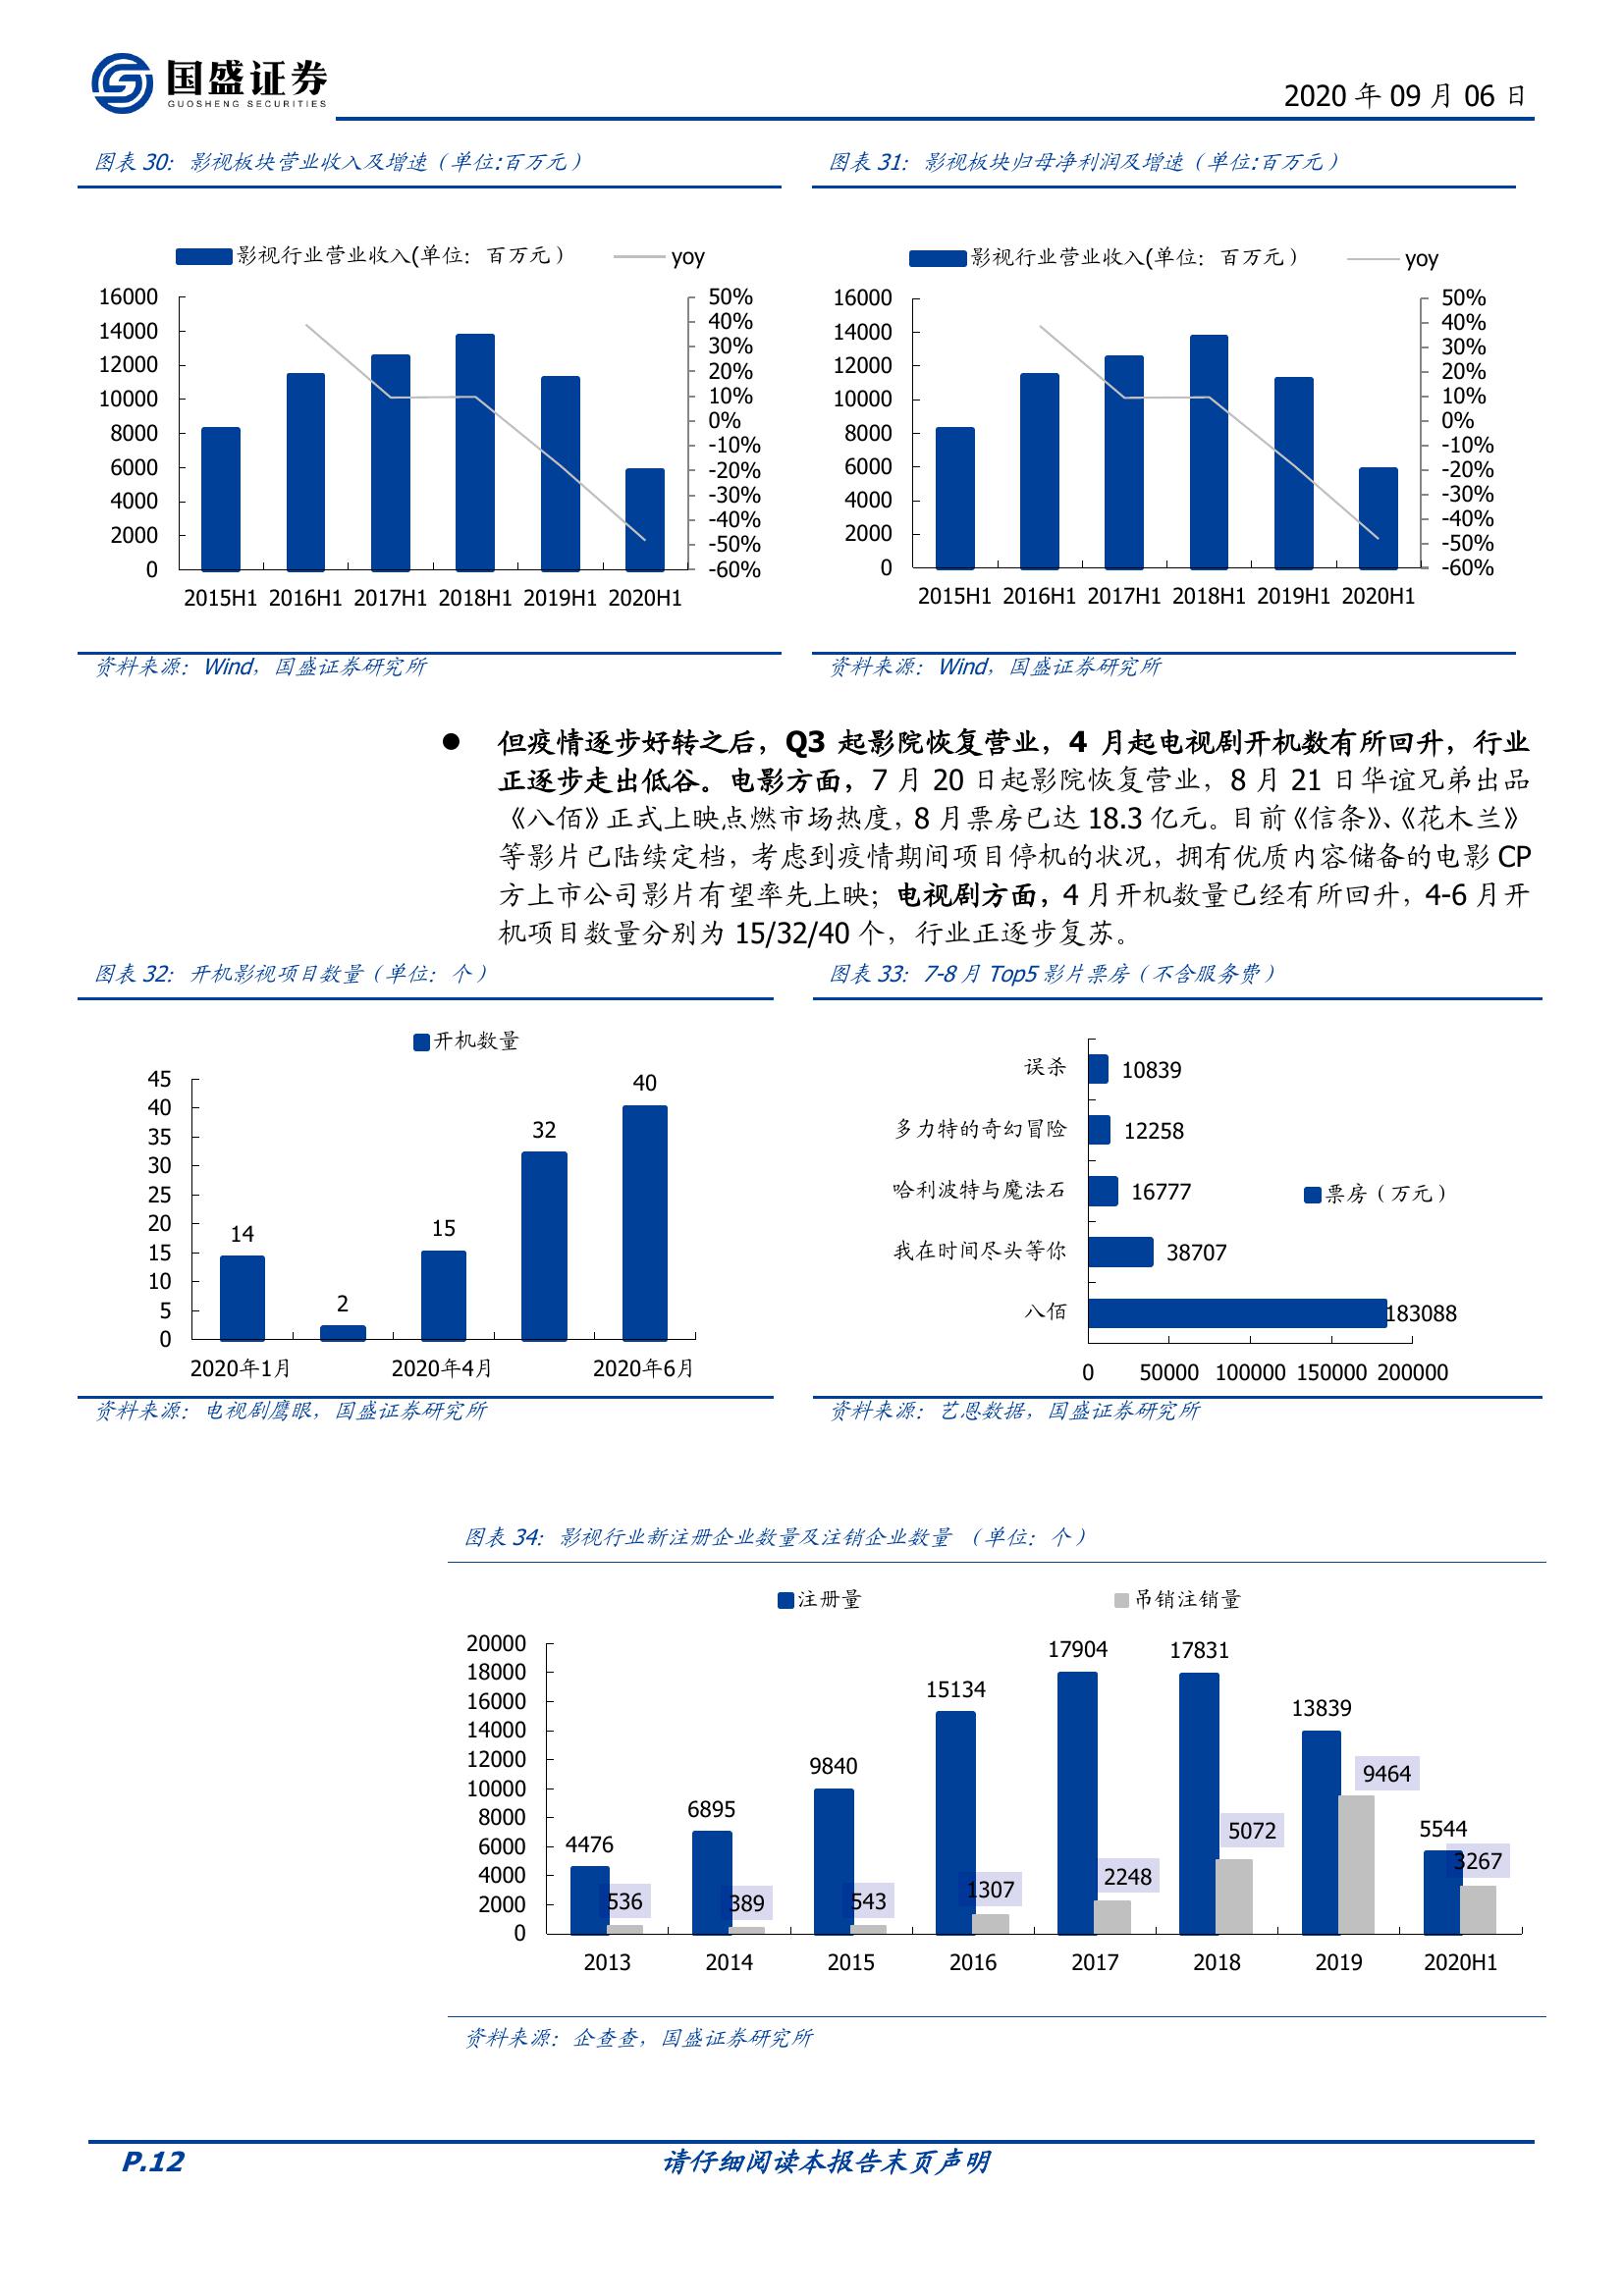 国盛证券
GUOSHENG SECURITIES
2020 年 09 月 06 日
图表 30：影视板块营业收入及增速（单位:百万元）
影视行业营业收入(单位：百万元）
yoy
16000
14000
12000
10000
8000
6000
4000
2000
0
50%
40%
30%
20%
10%
0%
-10%
-20%
-30%
-40%
-50%
-60%
2015H1 2016H1 2017H1 2018H1 2019H1 2020H1
资料来源：Wind，国盛证券研究所
图表 31：影视板块归母净利润及增速（单位:百万元）
影视行业营业收入(单位：百万元）
yoy
16000
14000
12000
10000
8000
6000
4000
2000
0
50%
40%
30%
20%
10%
0%
-10%
-20%
-30%
-40%
-50%
-60%
2015H1 2016H1 2017H1 2018H1 2019H1 2020H1
资料来源：Wind，国盛证券研究所
● 但疫情逐步好转之后，Q3 起影院恢复营业，4 月起电视剧开机数有所回升，行业
正逐步走出低谷。电影方面，7 月 20 日起影院恢复营业，8 月 21 日华谊兄弟出品
《八佰》正式上映点燃市场热度，8 月票房已达 18.3 亿元。目前《信条》、《花木兰》
等影片已陆续定档，考虑到疫情期间项目停机的状况，拥有优质内容储备的电影 CP
方上市公司影片有望率先上映；电视剧方面，4 月开机数量已经有所回升，4-6 月开
机项目数量分别为 15/32/40 个，行业正逐步复苏。
图表 32：开机影视项目数量（单位：个）
开机数量
45
40
35
30
25
20
15
10
5
0
14
2
15
32
40
2020年1月 2020年4月 2020年6月
资料来源：电视剧鹰眼，国盛证券研究所
图表 33：7-8 月 Top5 影片票房（不含服务费）
误杀 10839
多力特的奇幻冒险 12258
哈利波特与魔法石 16777
票房（万元）
我在时间尽头等你 38707
八佰 183088
0 50000 100000 150000 200000
资料来源：艺恩数据，国盛证券研究所
图表 34：影视行业新注册企业数量及注销企业数量 （单位：个）
注册量
吊销注销量
20000
18000
16000
14000
12000
10000
8000
6000
4000
2000
0
4476
536
6895
389
9840
543
15134
1307
17904
2248
17831
5072
13839
9464
5544
3267
2013 2014 2015 2016 2017 2018 2019 2020H1
资料来源：企查查，国盛证券研究所
P.12
请仔细阅读本报告末页声明